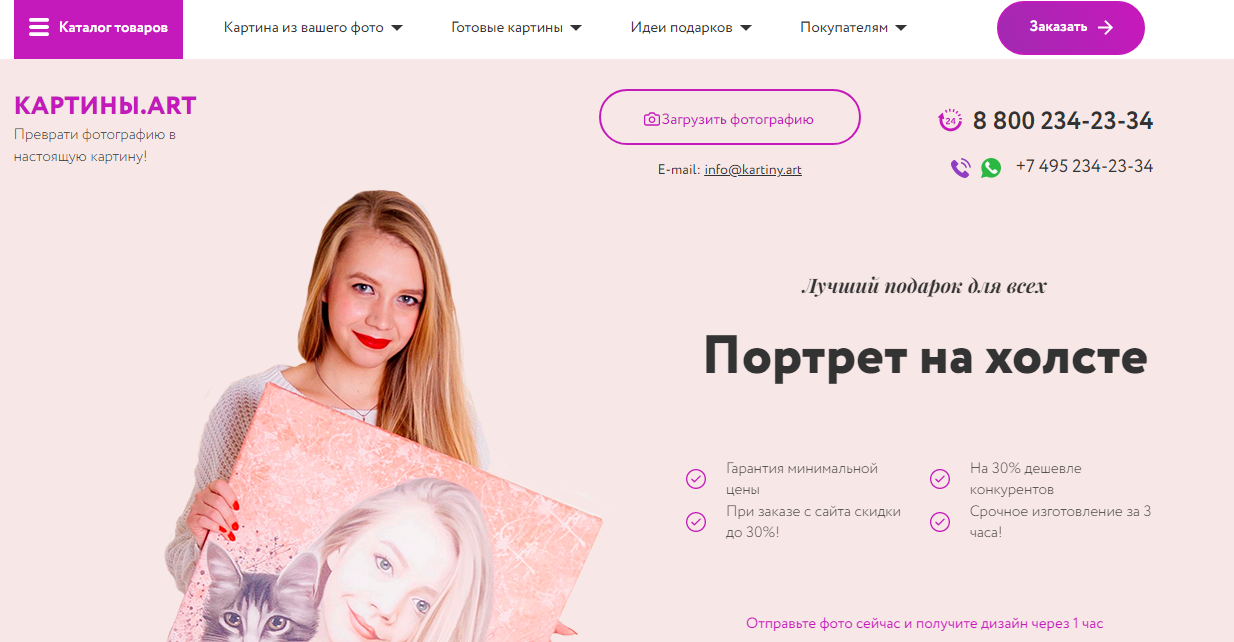 Каталог товаров
Картина из вашего фото
Готовые картины
Идеи подарков
Покупателям
Заказать
КАРТИНЫ.ART
Преврати фотографию в
настоящую картину!
Загрузить фотографию
E-mail: info@kartiny.art
24
8 800 234-23-34
+7 495 234-23-34
Лучший подарок для всех
Портрет на холсте
Гарантия минимальной
цены
На 30% дешевле
конкурентов
При заказе с сайта скидки
до 30%!
Срочное изготовление за 3
часа!
Отправьте фото сейчас и получите дизайн через 1 час